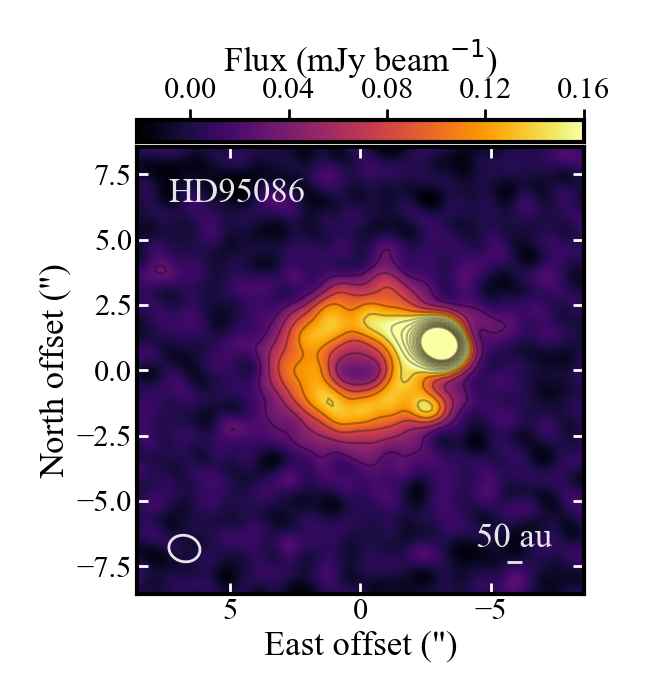 Flux (mJy beam⁻¹)
0.00 0.04 0.08 0.12 0.16
HD95086
7.5
5.0
2.5
0.0
−2.5
−5.0
−7.5
North offset (")
50 au
5 0 −5
East offset (")